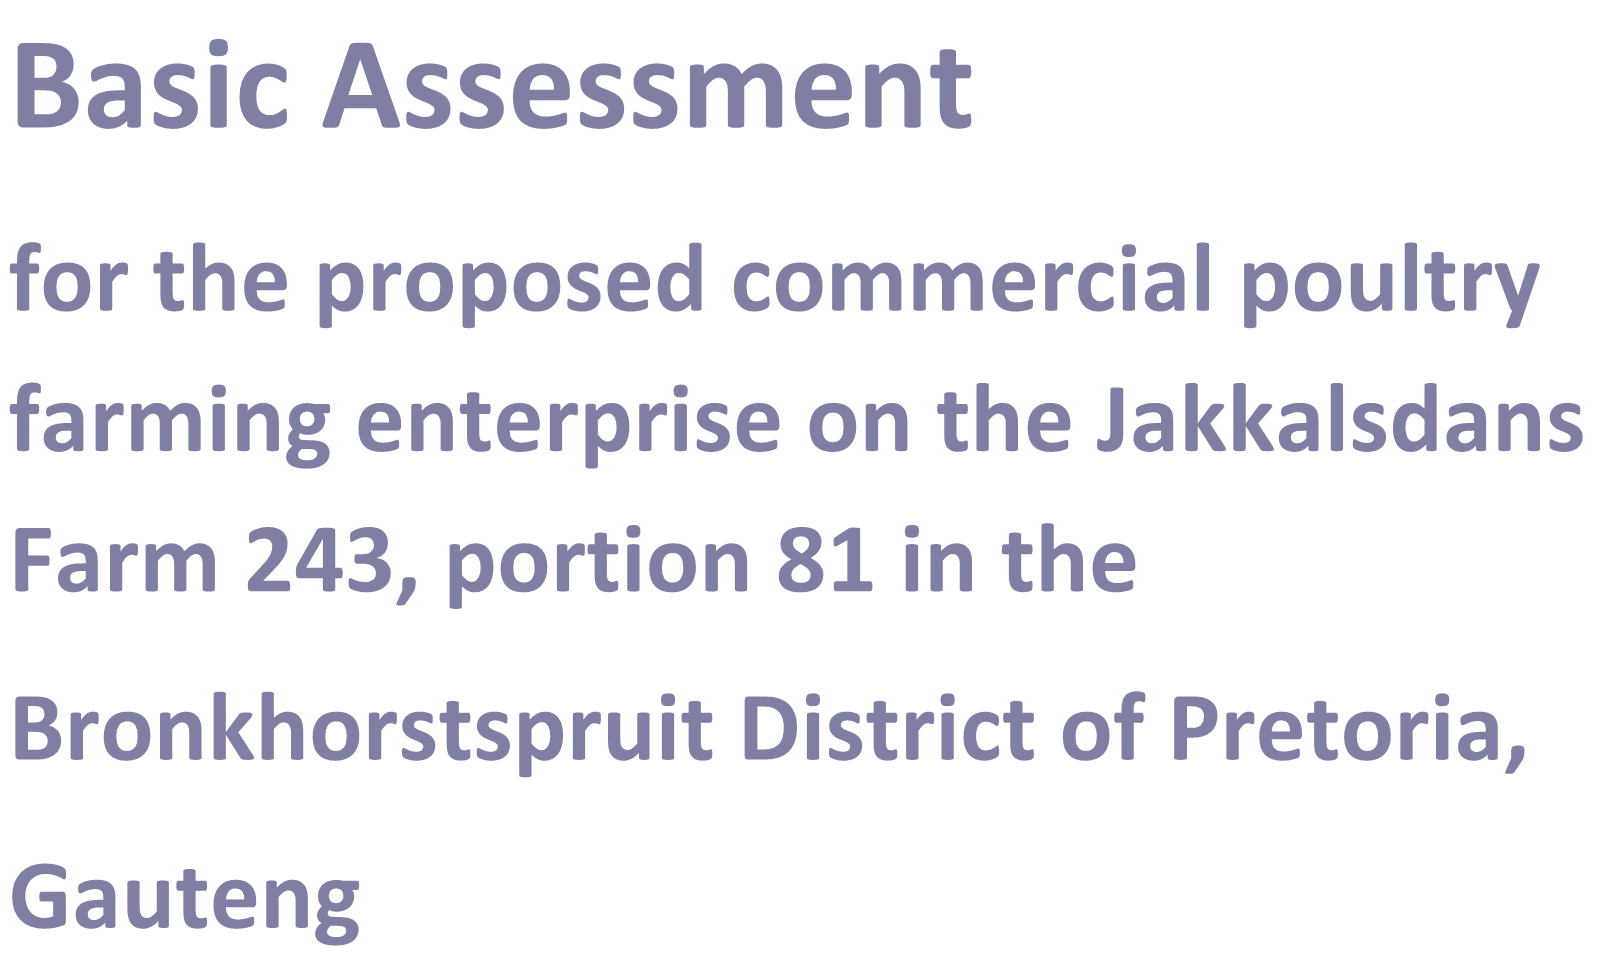 Basic Assessment
for the proposed commercial poultry
farming enterprise on the Jakkalsdans
Farm 243, portion 81 in the
Bronkhorstspruit District of Pretoria,
Gauteng